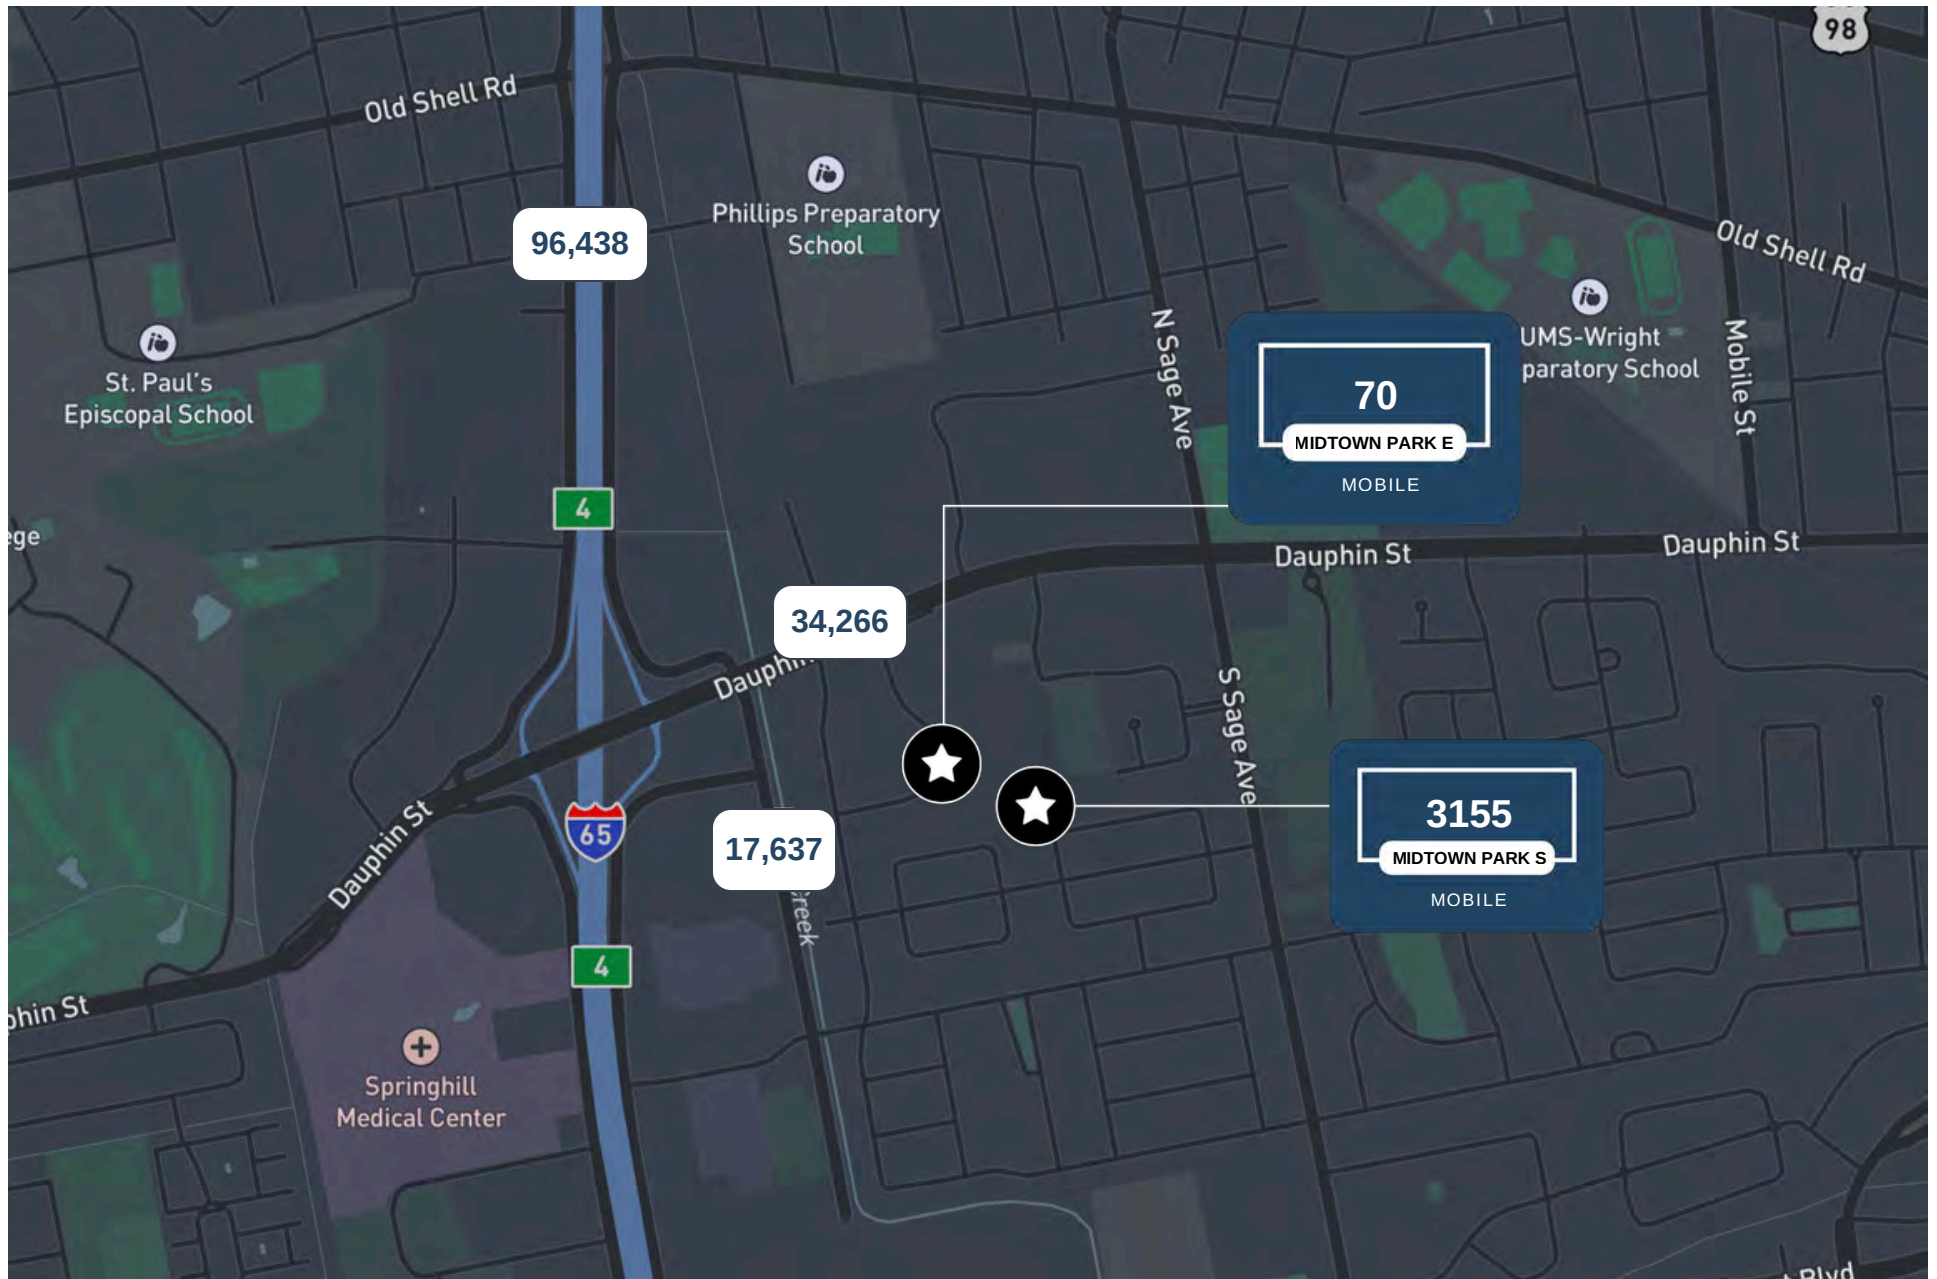 98
Old Shell Rd
Phillips Preparatory
School
96,438
Old Shell Rd
N Sage Ave
Mobile St
UMS-Wright
paratory School
St. Paul's
Episcopal School
70
MIDTOWN PARK E
MOBILE
4
ege
Dauphin St
Dauphin St
34,266
Dauphin
S Sage Ave
65
3155
MIDTOWN PARK S
MOBILE
17,637
Dauphin St
Creek
4
phin St
Springhill
Medical Center
Blvd